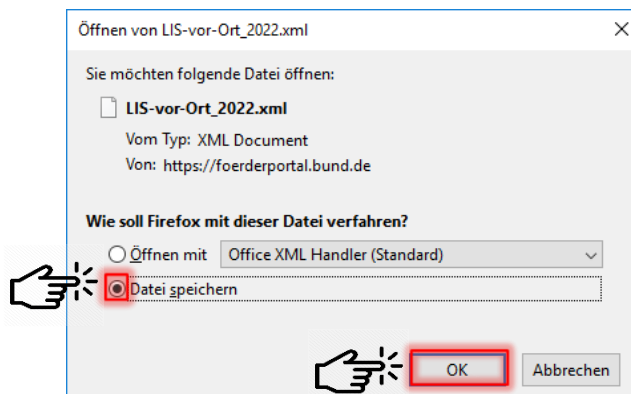 Öffnen von LIS-vor-Ort_2022.xml
Sie möchten folgende Datei öffnen:
LIS-vor-Ort_2022.xml
Vom Typ: XML Document
Von: https://foerderportal.bund.de
Wie soll Firefox mit dieser Datei verfahren?
Öffnen mit Office XML Handler (Standard)
Datei speichern
OK Abbrechen